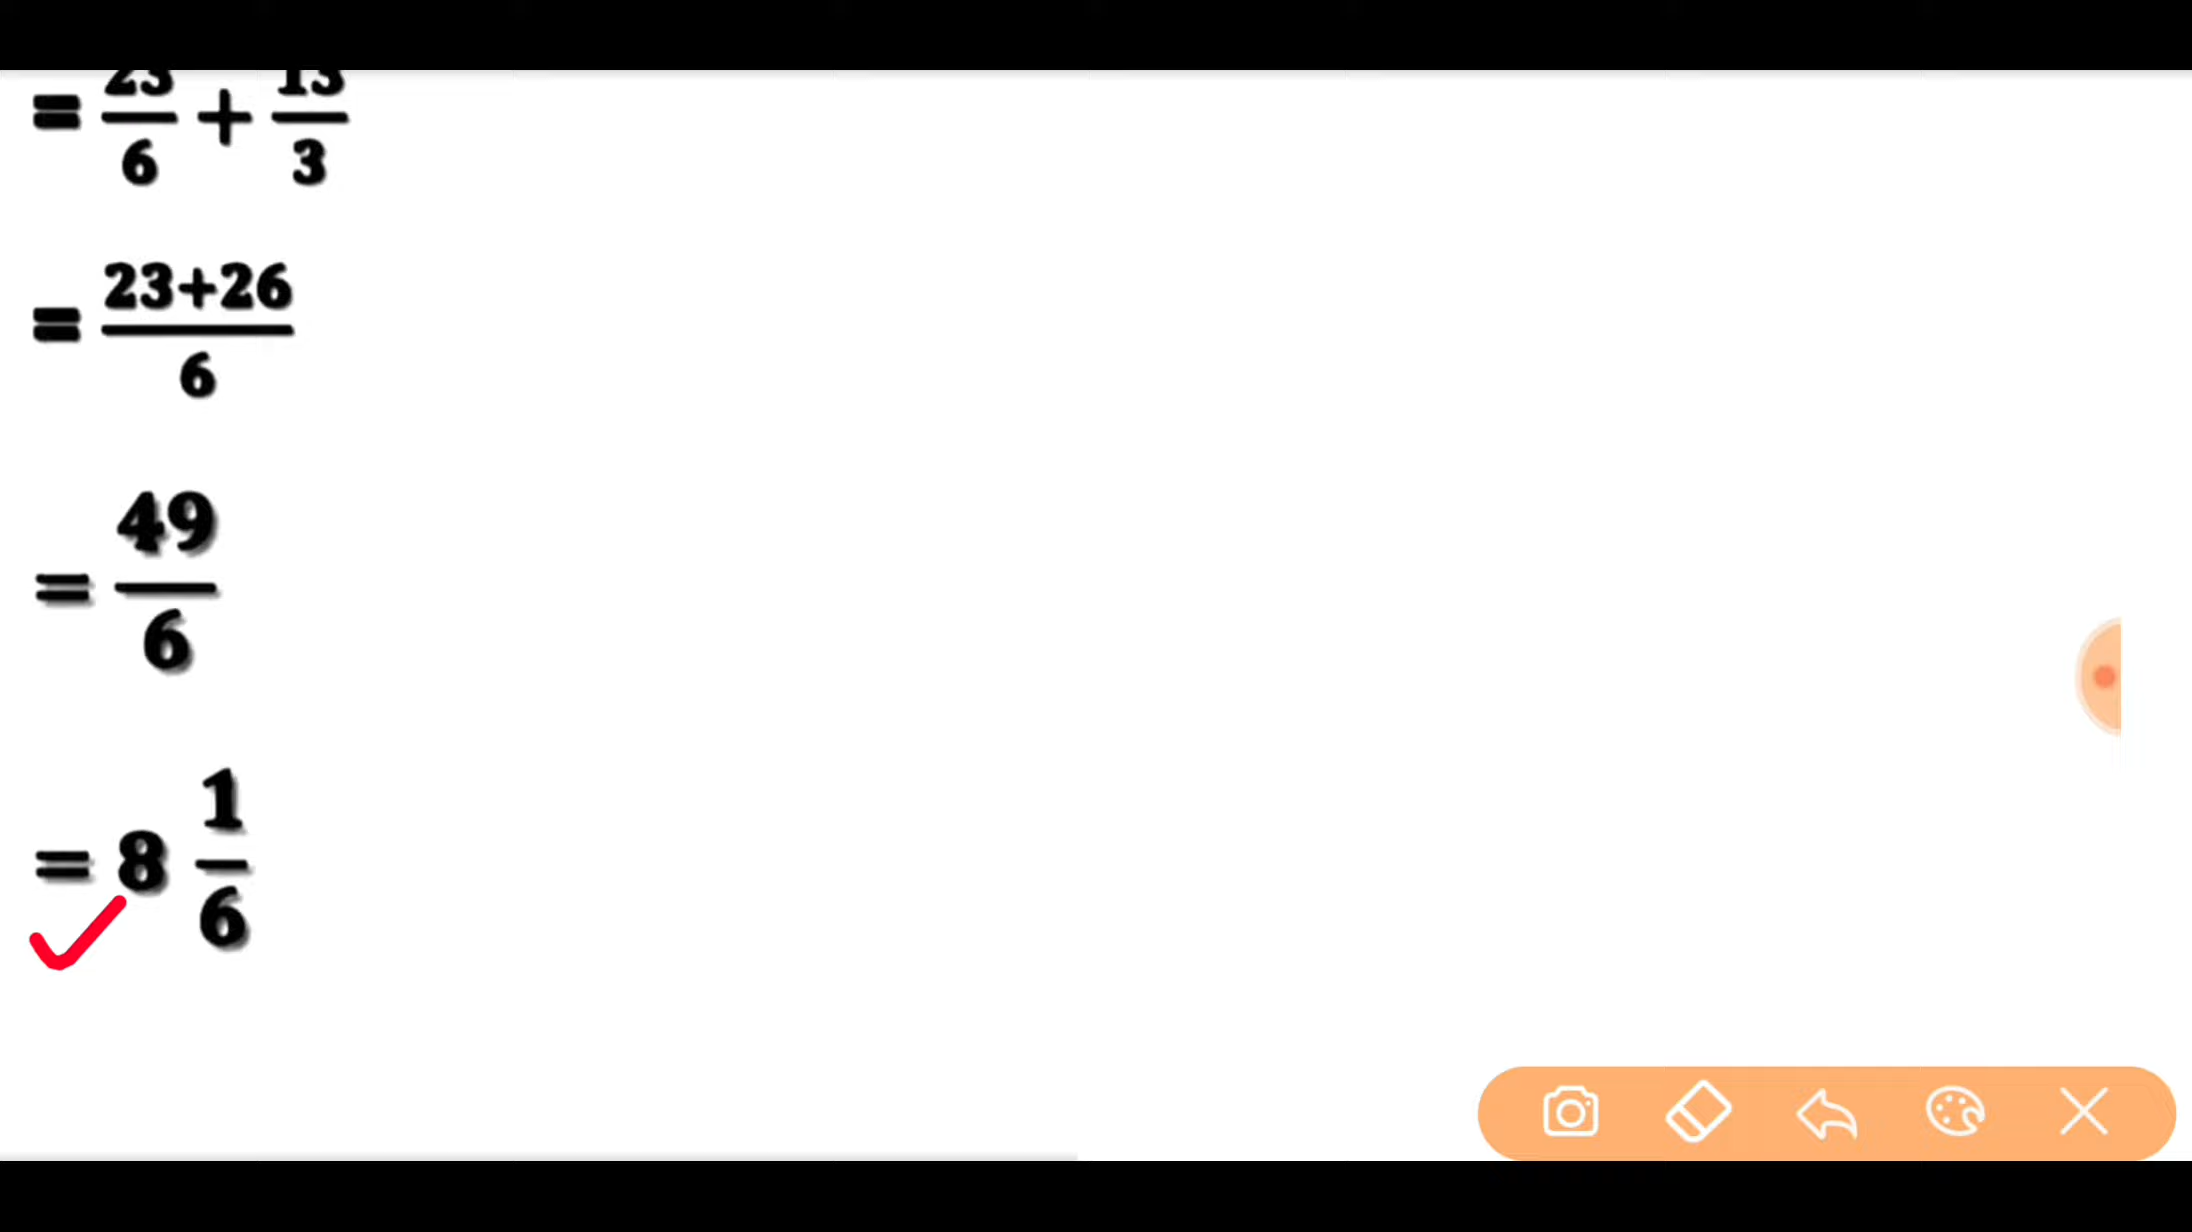 = 23/6 + 13/3
= 23+26/6
= 49/6
= 8 1/6